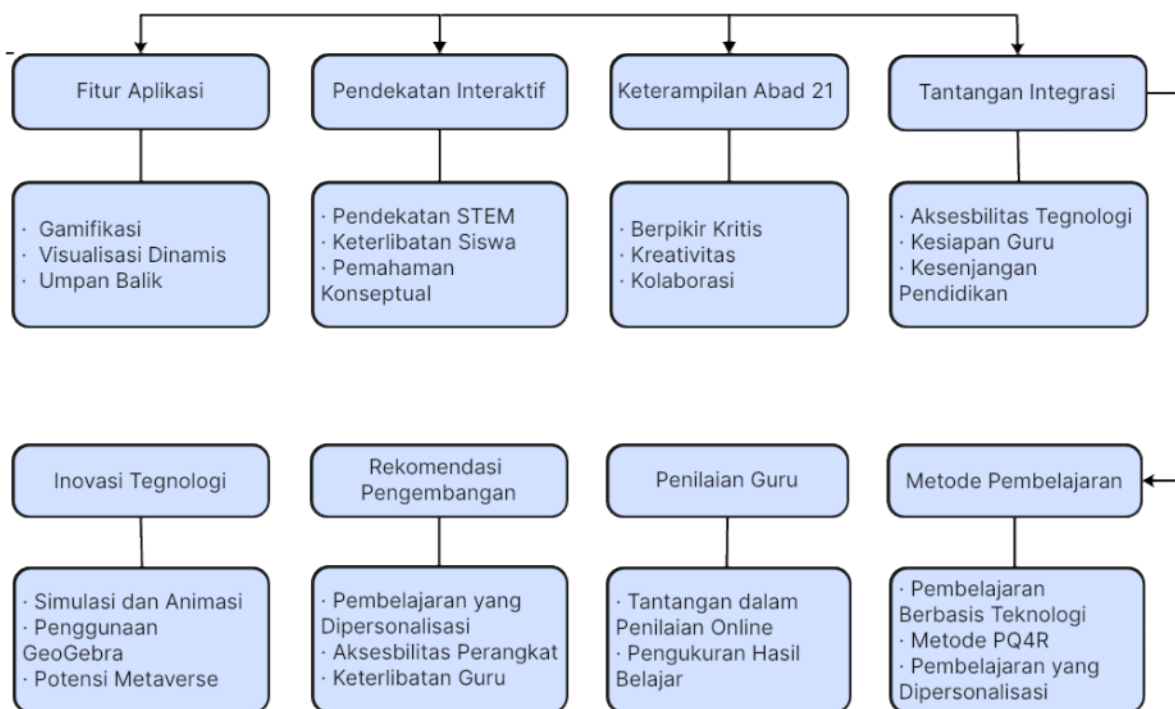 Fitur Aplikasi
Pendekatan Interaktif
Keterampilan Abad 21
Tantangan Integrasi
· Gamifikasi
· Visualisasi Dinamis
· Umpan Balik
· Pendekatan STEM
· Keterlibatan Siswa
· Pemahaman
Konseptual
· Berpikir Kritis
· Kreativitas
· Kolaborasi
· Aksesbilitas Tegnologi
· Kesiapan Guru
· Kesenjangan
Pendidikan
Inovasi Tegnologi
Rekomendasi
Pengembangan
Penilaian Guru
Metode Pembelajaran
· Simulasi dan Animasi
· Penggunaan
GeoGebra
· Potensi Metaverse
· Pembelajaran yang
Dipersonalisasi
· Aksesbilitas Perangkat
· Keterlibatan Guru
· Tantangan dalam
Penilaian Online
· Pengukuran Hasil
Belajar
· Pembelajaran
Berbasis Teknologi
· Metode PQ4R
· Pembelajaran yang
Dipersonalisasi